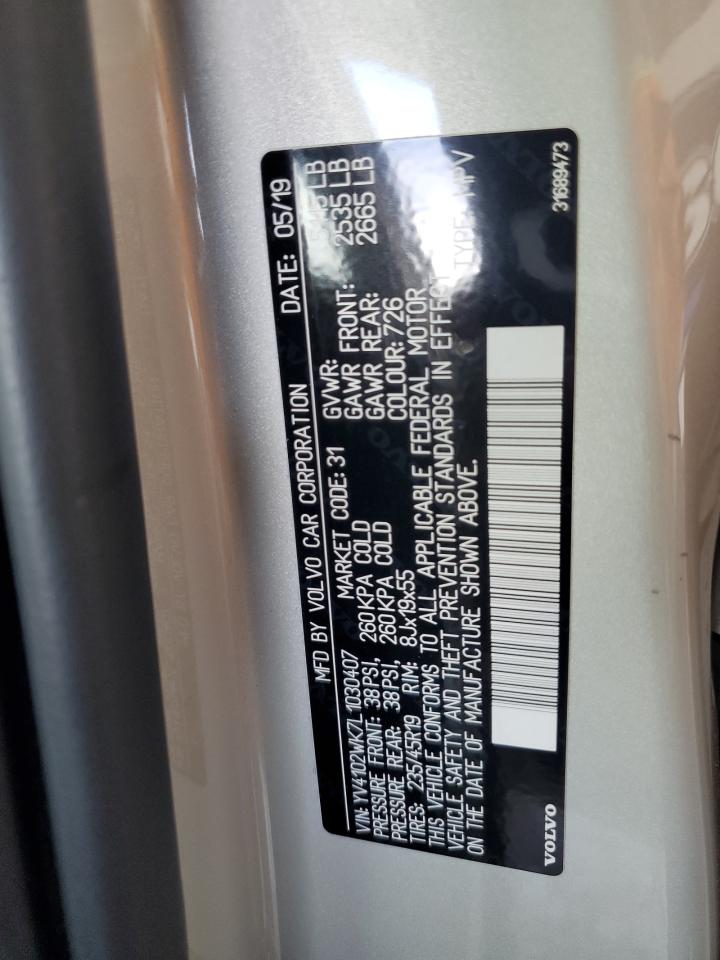 MFD BY VOLVO CAR CORPORATION DATE: 05/19
VIN: YV4102WK7L1030407 MARKET CODE: 31 GVWR: LB
PRESSURE FRONT: 38PSI, 260KPA COLD GAWR FRONT: 2535 LB
PRESSURE REAR: 38PSI, 260KPA COLD GAWR REAR: 2665 LB
TIRES: 235/45R19 RIM: 8Jx19x55 COLOUR: 726
THIS VEHICLE CONFORMS TO ALL APPLICABLE FEDERAL MOTOR
VEHICLE SAFETY AND THEFT PREVENTION STANDARDS IN EFFECT
ON THE DATE OF MANUFACTURE SHOWN ABOVE. TYPE: MPV
VOLVO
31689473